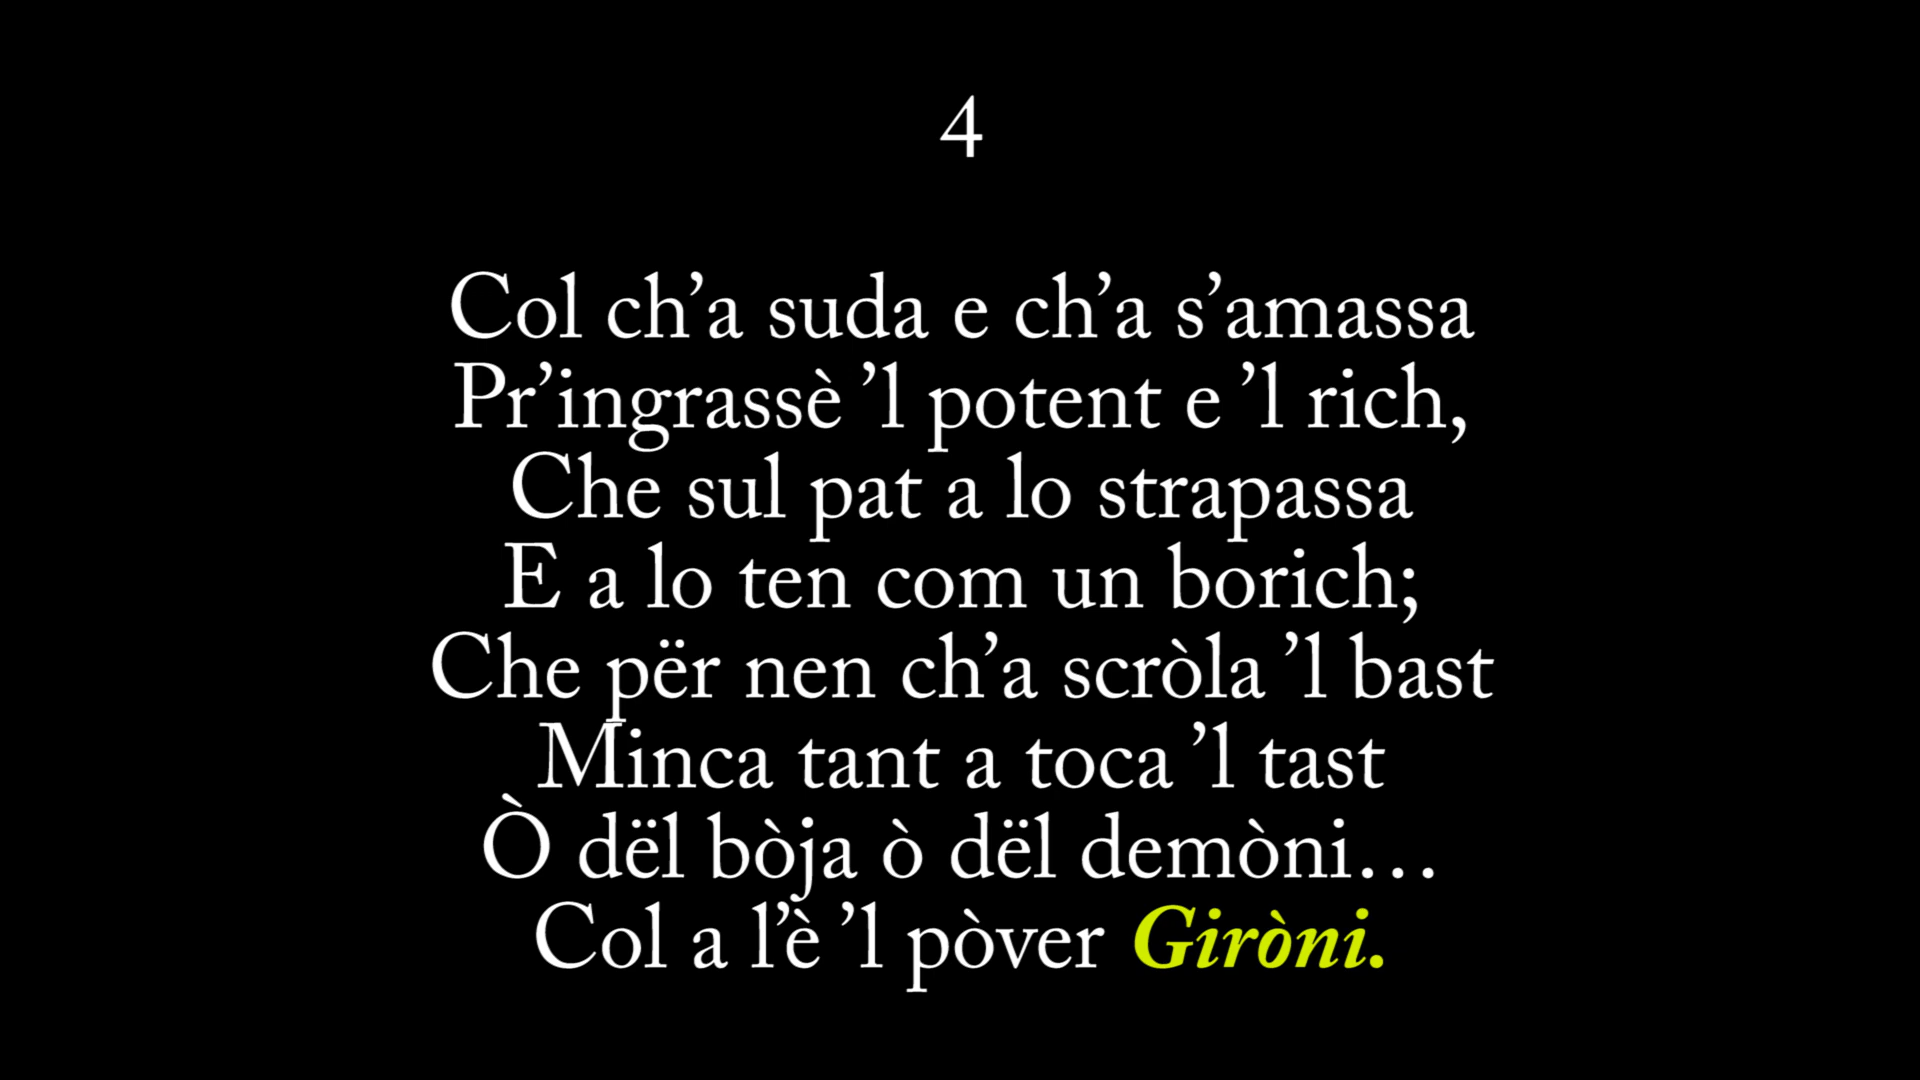 4
Col ch’a suda e ch’a s’amassa
Pr’ingrassè ’l potent e ’l rich,
Che sul pat a lo strapassa
E a lo ten com un borich;
Che për nen ch’a scròla ’l bast
Minca tant a toca ’l tast
Ò dël bòja ò dël demòni…
Col a l’è ’l pòver Giròni.